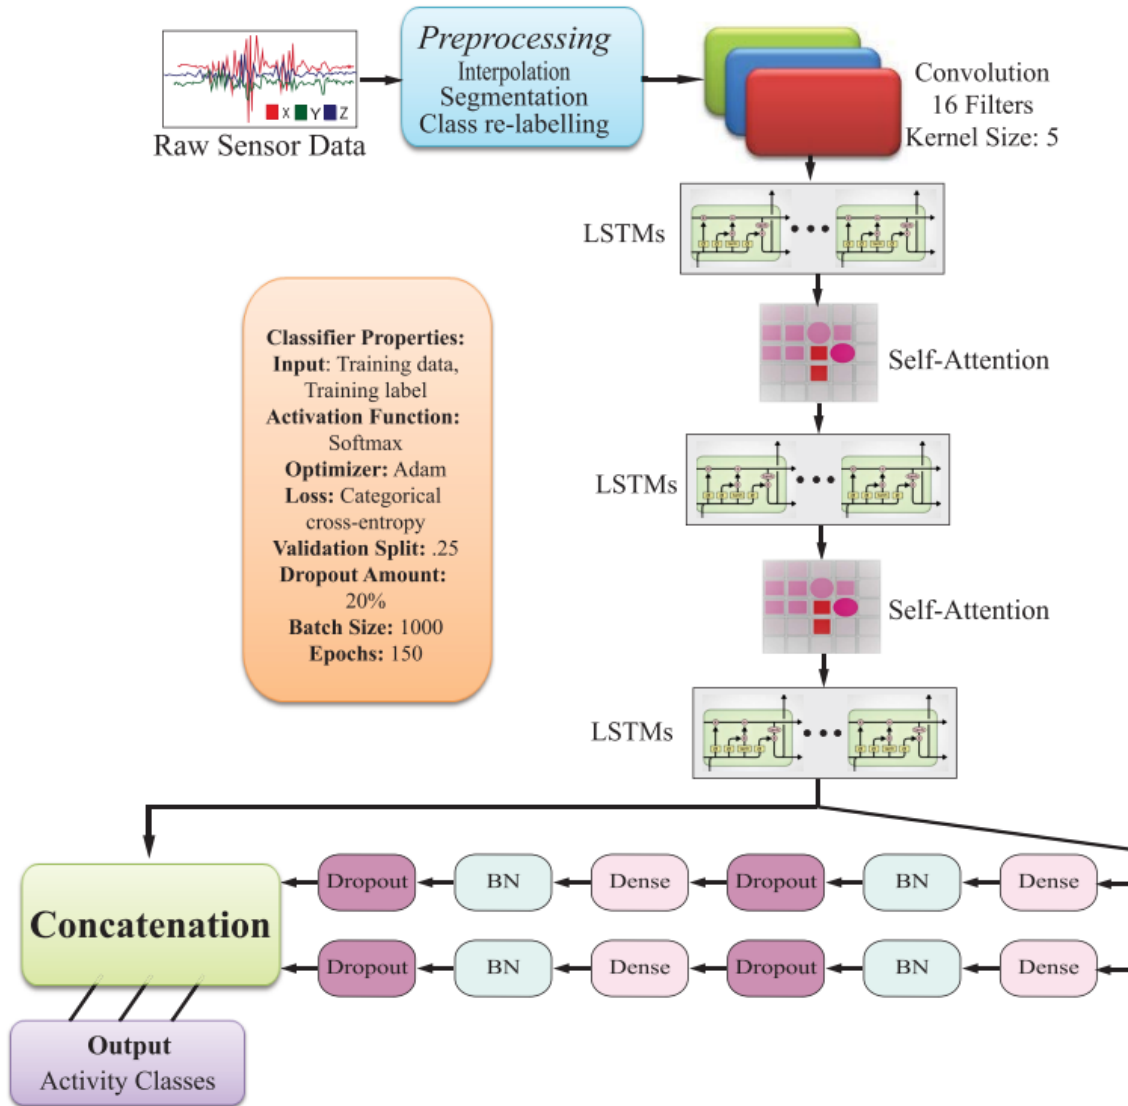 X Y Z
Raw Sensor Data
Preprocessing
Interpolation
Segmentation
Class re-labelling
Convolution
16 Filters
Kernel Size: 5
LSTMs
Self-Attention
LSTMs
Self-Attention
LSTMs
Classifier Properties:
Input: Training data,
Training label
Activation Function:
Softmax
Optimizer: Adam
Loss: Categorical
cross-entropy
Validation Split: .25
Dropout Amount:
20%
Batch Size: 1000
Epochs: 150
Concatenation
Dropout BN Dense Dropout BN Dense
Dropout BN Dense Dropout BN Dense
Output
Activity Classes